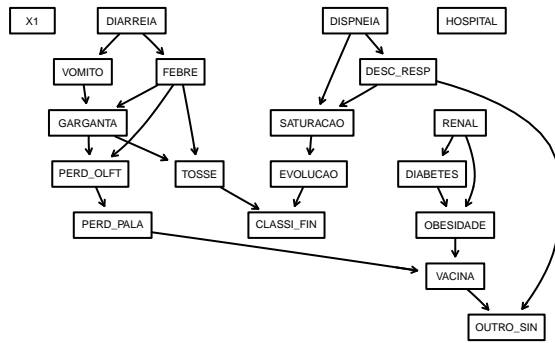 X1
DIARREIA
DISPNEIA
HOSPITAL
VOMITO
FEBRE
DESC_RESP
GARGANTA
SATURACAO
RENAL
PERD_OLFT
TOSSE
EVOLUCAO
DIABETES
PERD_PALA
CLASSI_FIN
OBESIDADE
VACINA
OUTRO_SIN